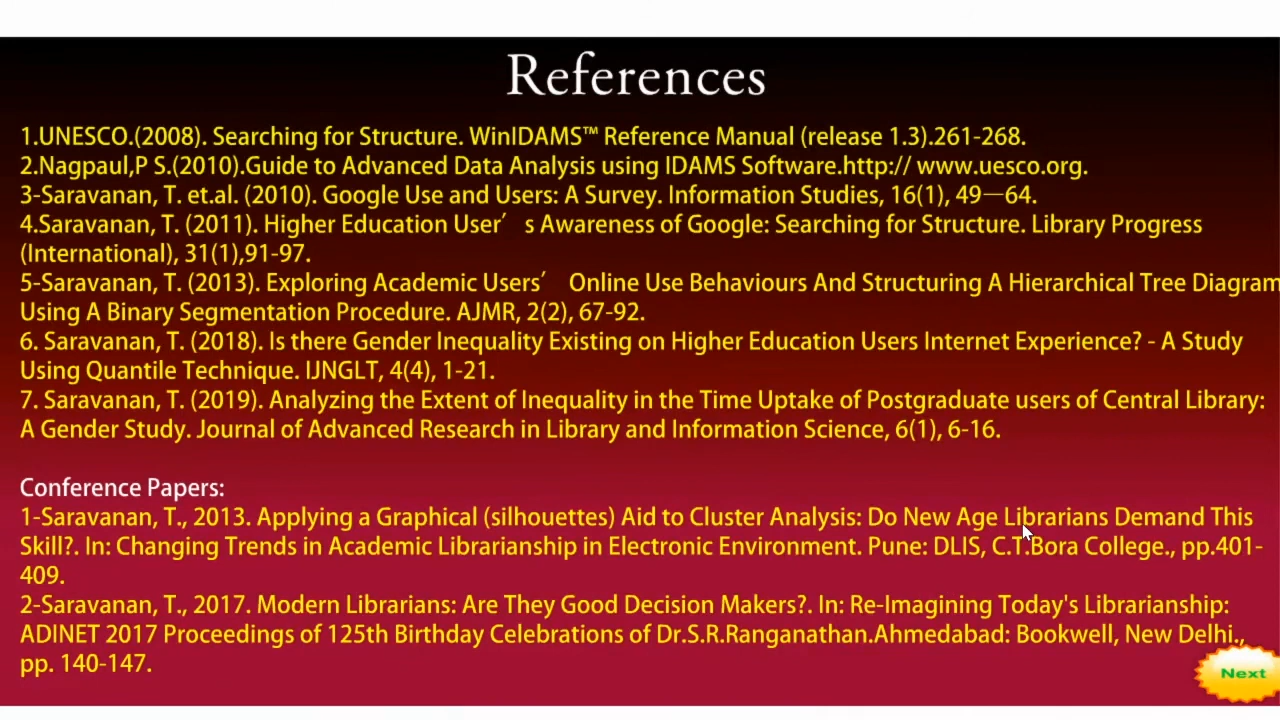 References
1.UNESCO.(2008). Searching for Structure. WinIDAMS™ Reference Manual (release 1.3).261-268.
2.Nagpaul,P S.(2010).Guide to Advanced Data Analysis using IDAMS Software.http:// www.uesco.org.
3-Saravanan, T. et.al. (2010). Google Use and Users: A Survey. Information Studies, 16(1), 49—64.
4.Saravanan, T. (2011). Higher Education User′ s Awareness of Google: Searching for Structure. Library Progress
(International), 31(1),91-97.
5-Saravanan, T. (2013). Exploring Academic Users′ Online Use Behaviours And Structuring A Hierarchical Tree Diagram
Using A Binary Segmentation Procedure. AJMR, 2(2), 67-92.
6. Saravanan, T. (2018). Is there Gender Inequality Existing on Higher Education Users Internet Experience? - A Study
Using Quantile Technique. IJNGLT, 4(4), 1-21.
7. Saravanan, T. (2019). Analyzing the Extent of Inequality in the Time Uptake of Postgraduate users of Central Library:
A Gender Study. Journal of Advanced Research in Library and Information Science, 6(1), 6-16.
Conference Papers:
1-Saravanan, T., 2013. Applying a Graphical (silhouettes) Aid to Cluster Analysis: Do New Age Librarians Demand This
Skill?. In: Changing Trends in Academic Librarianship in Electronic Environment. Pune: DLIS, C.T.Bora College., pp.401-
409.
2-Saravanan, T., 2017. Modern Librarians: Are They Good Decision Makers?. In: Re-Imagining Today's Librarianship:
ADINET 2017 Proceedings of 125th Birthday Celebrations of Dr.S.R.Ranganathan.Ahmedabad: Bookwell, New Delhi.,
pp. 140-147.
Next